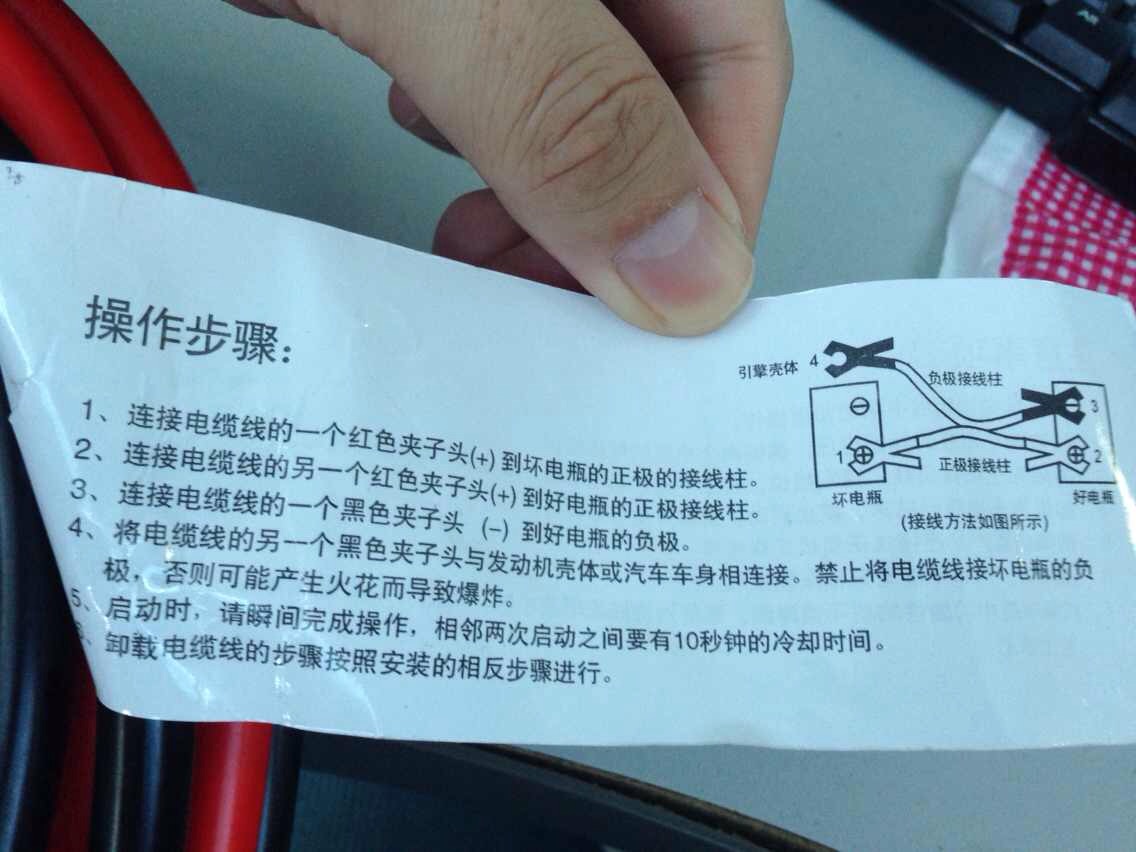 操作步骤:
1、连接电缆线的一个红色夹子头(+)到坏电瓶的正极的接线柱。
2、连接电缆线的另一个红色夹子头(+)到好电瓶的正极接线柱。
3、连接电缆线的一个黑色夹子头 (-) 到好电瓶的负极。
4、将电缆线的另一个黑色夹子头与发动机壳体或汽车车身相连接。禁止将电缆线接坏电瓶的负
极，否则可能产生火花而导致爆炸。
5、启动时，请瞬间完成操作，相邻两次启动之间要有10秒钟的冷却时间。
、卸载电缆线的步骤按照安装的相反步骤进行。
引擎壳体 4
负极接线柱
⊖
3
1 ⊕
正极接线柱
⊕ 2
坏电瓶
好电瓶
(接线方法如图所示)
Alt